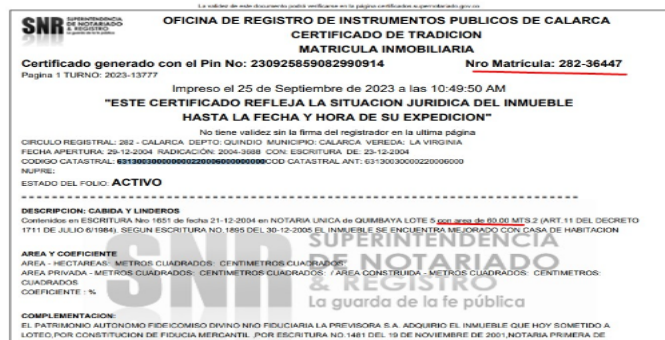 La validez de este documento podrá verificarse en la página certificados.supernotariado.gov.co
SNR SUPERINTENDENCIA DE NOTARIADO & REGISTRO
La guarda de la fe pública
OFICINA DE REGISTRO DE INSTRUMENTOS PUBLICOS DE CALARCA
CERTIFICADO DE TRADICION
MATRICULA INMOBILIARIA
Certificado generado con el Pin No: 230925859082990914 Nro Matrícula: 282-36447
Pagina 1 TURNO: 2023-13777
Impreso el 25 de Septiembre de 2023 a las 10:49:50 AM
"ESTE CERTIFICADO REFLEJA LA SITUACION JURIDICA DEL INMUEBLE
HASTA LA FECHA Y HORA DE SU EXPEDICION"
No tiene validez sin la firma del registrador en la ultima página
CIRCULO REGISTRAL: 282 - CALARCA DEPTO: QUINDIO MUNICIPIO: CALARCA VEREDA: LA VIRGINIA
FECHA APERTURA: 29-12-2004 RADICACIÓN: 2004-3688 CON: ESCRITURA DE: 23-12-2004
CODIGO CATASTRAL: COD CATASTRAL ANT: 63130030000220006000
NUPRE:
ESTADO DEL FOLIO: ACTIVO
DESCRIPCION: CABIDA Y LINDEROS
Contenidos en ESCRITURA Nro 1651 de fecha 21-12-2004 en NOTARIA UNICA de QUIMBAYA LOTE 5 con area de 60.00 MTS.2 (ART.11 DEL DECRETO
1711 DE JULIO 6/1984). SEGUN ESCRITURA NO.1895 DEL 30-12-2005 EL INMUEBLE SE ENCUENTRA MEJORADO CON CASA DE HABITACION
SNR SUPERINTENDENCIA
DE NOTARIADO
& REGISTRO
La guarda de la fe pública
AREA Y COEFICIENTE
AREA - HECTAREAS: METROS CUADRADOS: CENTIMETROS CUADRADOS:
AREA PRIVADA - METROS CUADRADOS: CENTIMETROS CUADRADOS: / AREA CONSTRUIDA - METROS CUADRADOS: CENTIMETROS:
CUADRADOS
COEFICIENTE : %
COMPLEMENTACION:
EL PATRIMONIO AUTONOMO FIDEICOMISO DIVINO NIÑO FIDUCIARIA LA PREVISORA S.A. ADQUIRIO EL INMUEBLE QUE HOY SOMETIDO A
LOTEO,POR CONSTITUCION DE FIDUCIA MERCANTIL ,POR ESCRITURA NO.1461 DEL 19 DE NOVIEMBRE DE 2001,NOTARIA PRIMERA DE